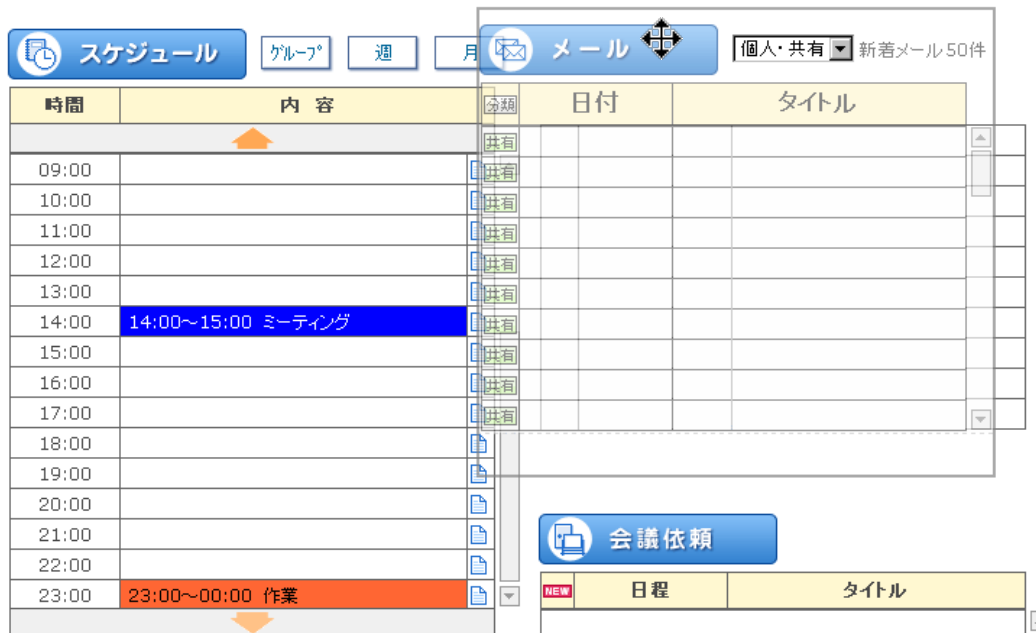 スケジュール グループ 週 月
時間 内容
09:00
10:00
11:00
12:00
13:00
14:00 14:00～15:00 ミーティング
15:00
16:00
17:00
18:00
19:00
20:00
21:00
22:00
23:00 23:00～00:00 作業
メール 個人・共有 新着メール50件
分類 日付 タイトル
共有
共有
共有
共有
共有
共有
共有
共有
共有
共有
会議依頼
NEW 日程 タイトル